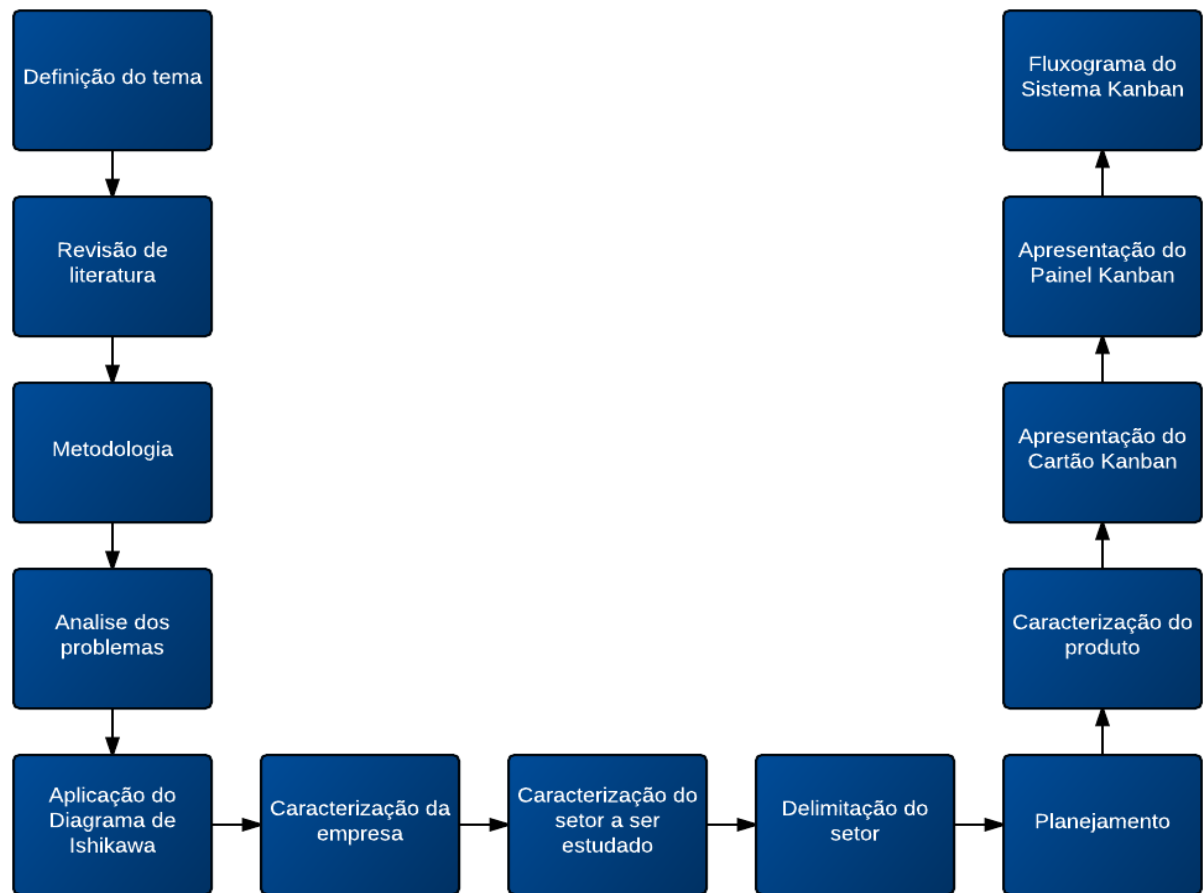 Definição do tema
Revisão de
literatura
Metodologia
Analise dos
problemas
Aplicação do
Diagrama de
Ishikawa
Caracterização da
empresa
Caracterização do
setor a ser
estudado
Delimitação do
setor
Planejamento
Caracterização do
produto
Apresentação do
Cartão Kanban
Apresentação do
Painel Kanban
Fluxograma do
Sistema Kanban